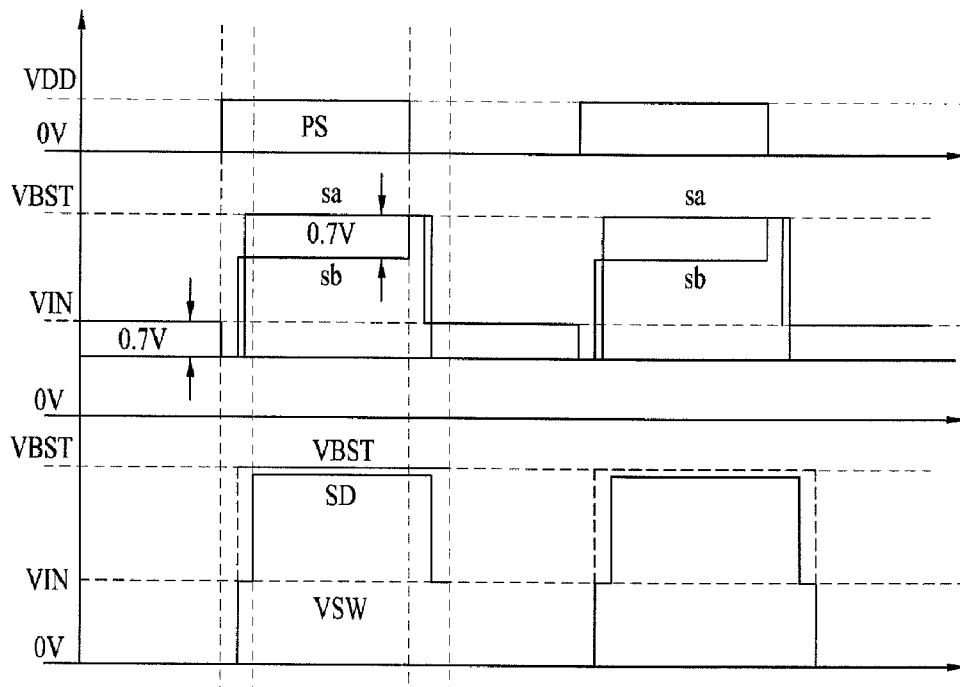 VDD
PS
0V
VBST
sa
sa
0.7V
sb
sb
VIN
0.7V
0V
VBST
VBST
SD
VIN
VSW
0V